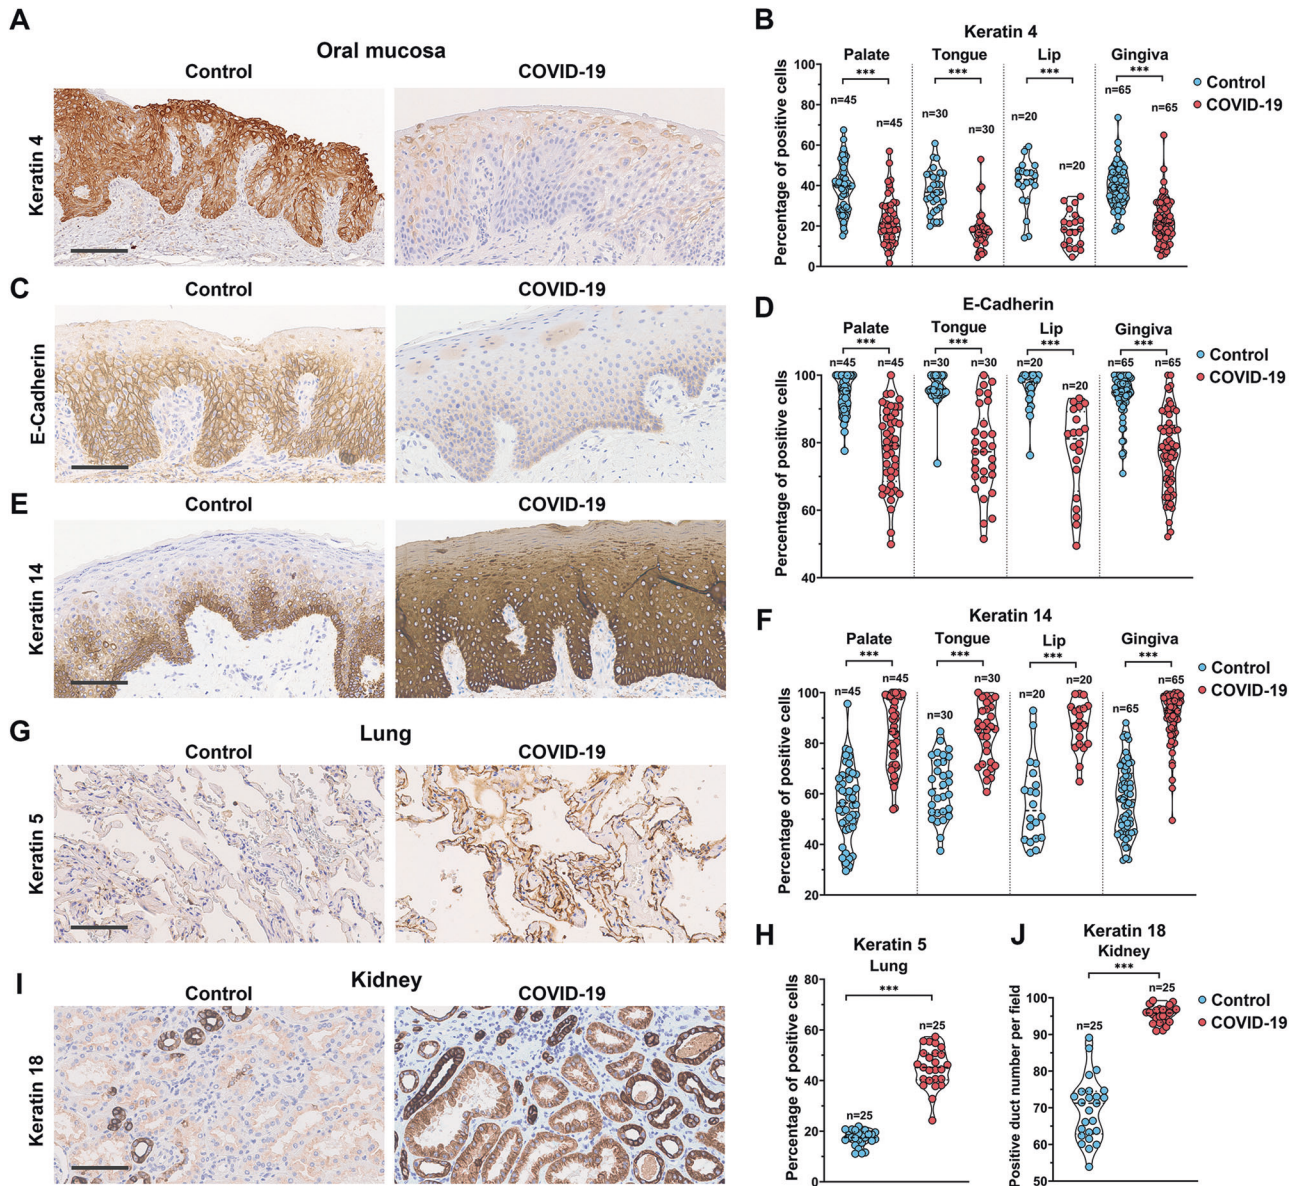 A
Oral mucosa
Control
COVID-19
Keratin 4
B
Keratin 4
Palate
Tongue
Lip
Gingiva
***
***
***
***
n=45
n=45
n=30
n=30
n=20
n=20
n=65
n=65
Percentage of positive cells
100
80
60
40
20
0
Control
COVID-19
C
Control
COVID-19
E-Cadherin
D
E-Cadherin
Palate
Tongue
Lip
Gingiva
***
***
***
***
n=45
n=45
n=30
n=30
n=20
n=20
n=65
n=65
Percentage of positive cells
100
80
60
40
Control
COVID-19
E
Control
COVID-19
Keratin 14
F
Keratin 14
Palate
Tongue
Lip
Gingiva
***
***
***
***
n=45
n=45
n=30
n=30
n=20
n=20
n=65
n=65
Percentage of positive cells
100
80
60
40
20
0
Control
COVID-19
G
Lung
Control
COVID-19
Keratin 5
H
Keratin 5
Lung
***
n=25
n=25
Percentage of positive cells
80
60
40
20
0
I
Kidney
Control
COVID-19
Keratin 18
J
Keratin 18
Kidney
***
n=25
n=25
Positive duct number per field
100
90
80
70
60
50
Control
COVID-19